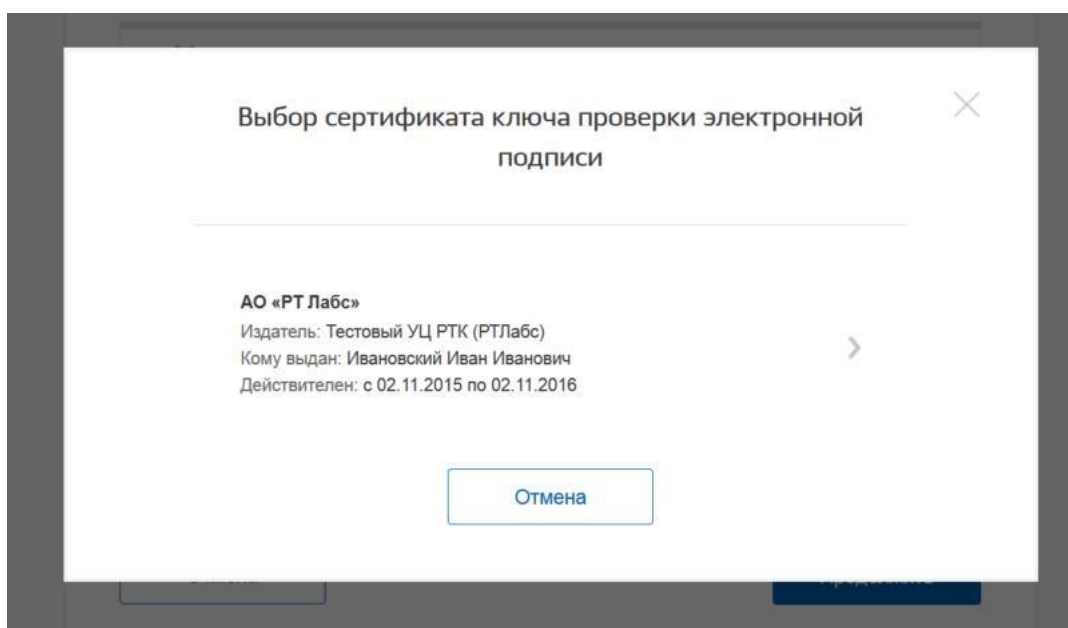 Выбор сертификата ключа проверки электронной
подписи
АО «РТ Лабс»
Издатель: Тестовый УЦ РТК (РТЛабс)
Кому выдан: Ивановский Иван Иванович
Действителен: с 02.11.2015 по 02.11.2016
Отмена